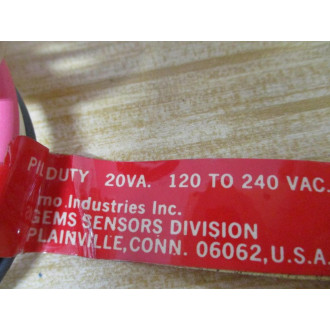 DUTY 20VA. 120 TO 240 VAC.
mo Industries Inc.
GEMS SENSORS DIVISION
PLAINVILLE, CONN. 06062, U.S.A.